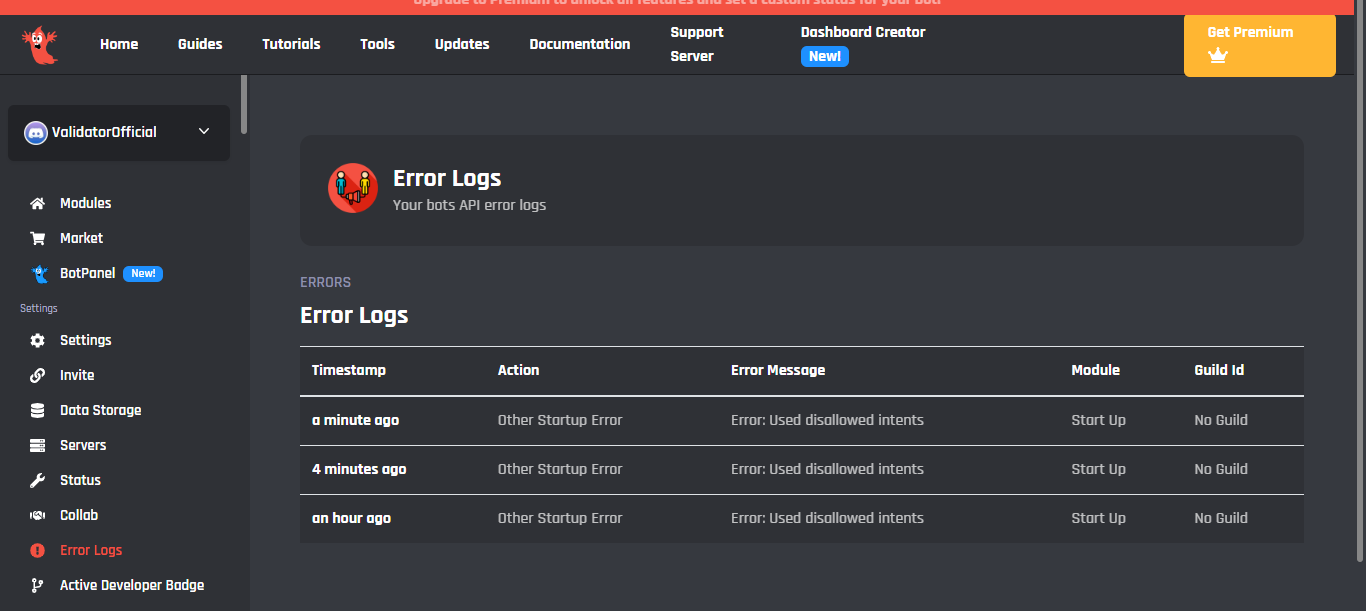 Upgrade to Premium to unlock all features and set a custom status for your bot!
Home
Guides
Tutorials
Tools
Updates
Documentation
Support
Server
Dashboard Creator
New!
Get Premium
ValidatorOfficial
Modules
Market
BotPanel New!
Settings
Settings
Invite
Data Storage
Servers
Status
Collab
Error Logs
Active Developer Badge
Error Logs
Your bots API error logs
ERRORS
Error Logs
Timestamp Action Error Message Module Guild Id
a minute ago Other Startup Error Error: Used disallowed intents Start Up No Guild
4 minutes ago Other Startup Error Error: Used disallowed intents Start Up No Guild
an hour ago Other Startup Error Error: Used disallowed intents Start Up No Guild